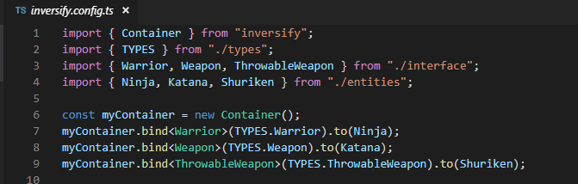 TS inversify.config.ts ×
1 import { Container } from "inversify";
2 import { TYPES } from "./types";
3 import { Warrior, Weapon, ThrowableWeapon } from "./interface";
4 import { Ninja, Katana, Shuriken } from "./entities";
5
6 const myContainer = new Container();
7 myContainer.bind<Warrior>(TYPES.Warrior).to(Ninja);
8 myContainer.bind<Weapon>(TYPES.Weapon).to(Katana);
9 myContainer.bind<ThrowableWeapon>(TYPES.ThrowableWeapon).to(Shuriken);
10